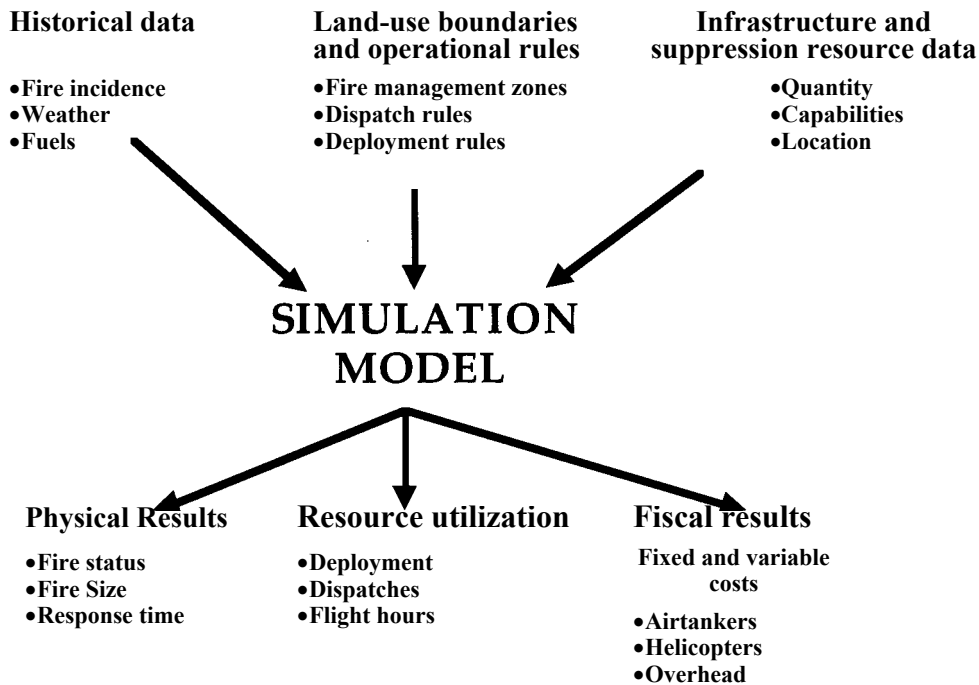 Historical data
•Fire incidence
•Weather
•Fuels
Land-use boundaries
and operational rules
•Fire management zones
•Dispatch rules
•Deployment rules
Infrastructure and
suppression resource data
•Quantity
•Capabilities
•Location
SIMULATION
MODEL
Physical Results
•Fire status
•Fire Size
•Response time
Resource utilization
•Deployment
•Dispatches
•Flight hours
Fiscal results
Fixed and variable
costs
•Airtankers
•Helicopters
•Overhead